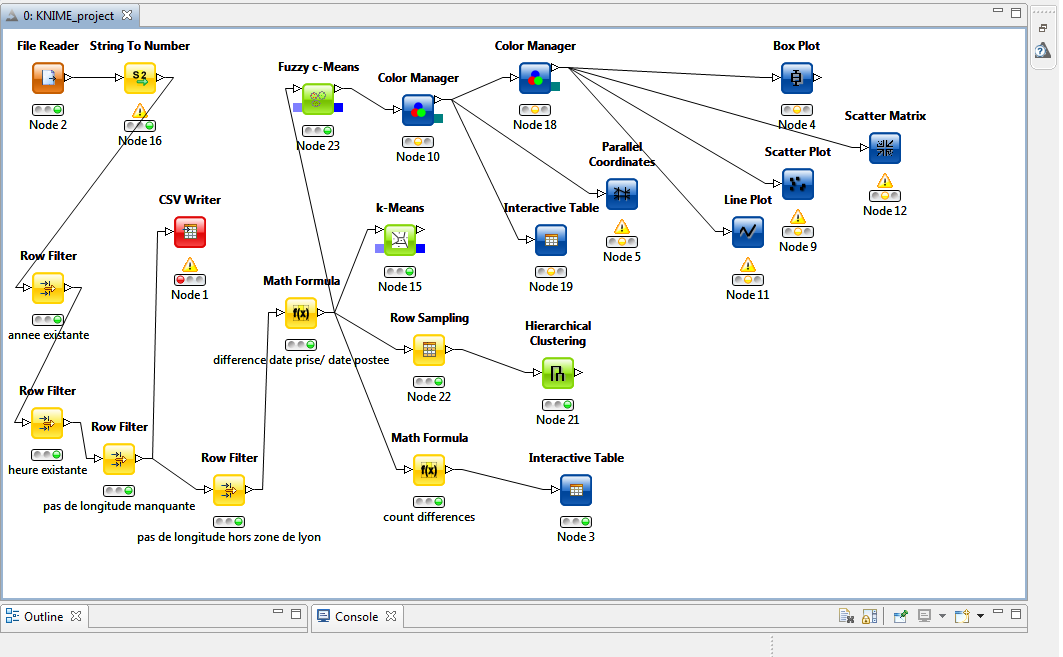 0: KNIME_project
File Reader
String To Number
S2
Node 2
Node 16
Fuzzy c-Means
Node 23
Color Manager
Node 10
Color Manager
Node 18
Box Plot
Node 4
Scatter Matrix
Node 12
Scatter Plot
Node 9
Parallel
Coordinates
Node 5
Line Plot
Node 11
Interactive Table
Node 19
k-Means
Node 15
CSV Writer
Node 1
Row Filter
annee existante
Math Formula
f(x)
difference date prise/ date postee
Row Sampling
Node 22
Hierarchical
Clustering
Node 21
Row Filter
heure existante
Row Filter
pas de longitude manquante
Row Filter
pas de longitude hors zone de lyon
Math Formula
f(x)
count differences
Interactive Table
Node 3
Outline
Console